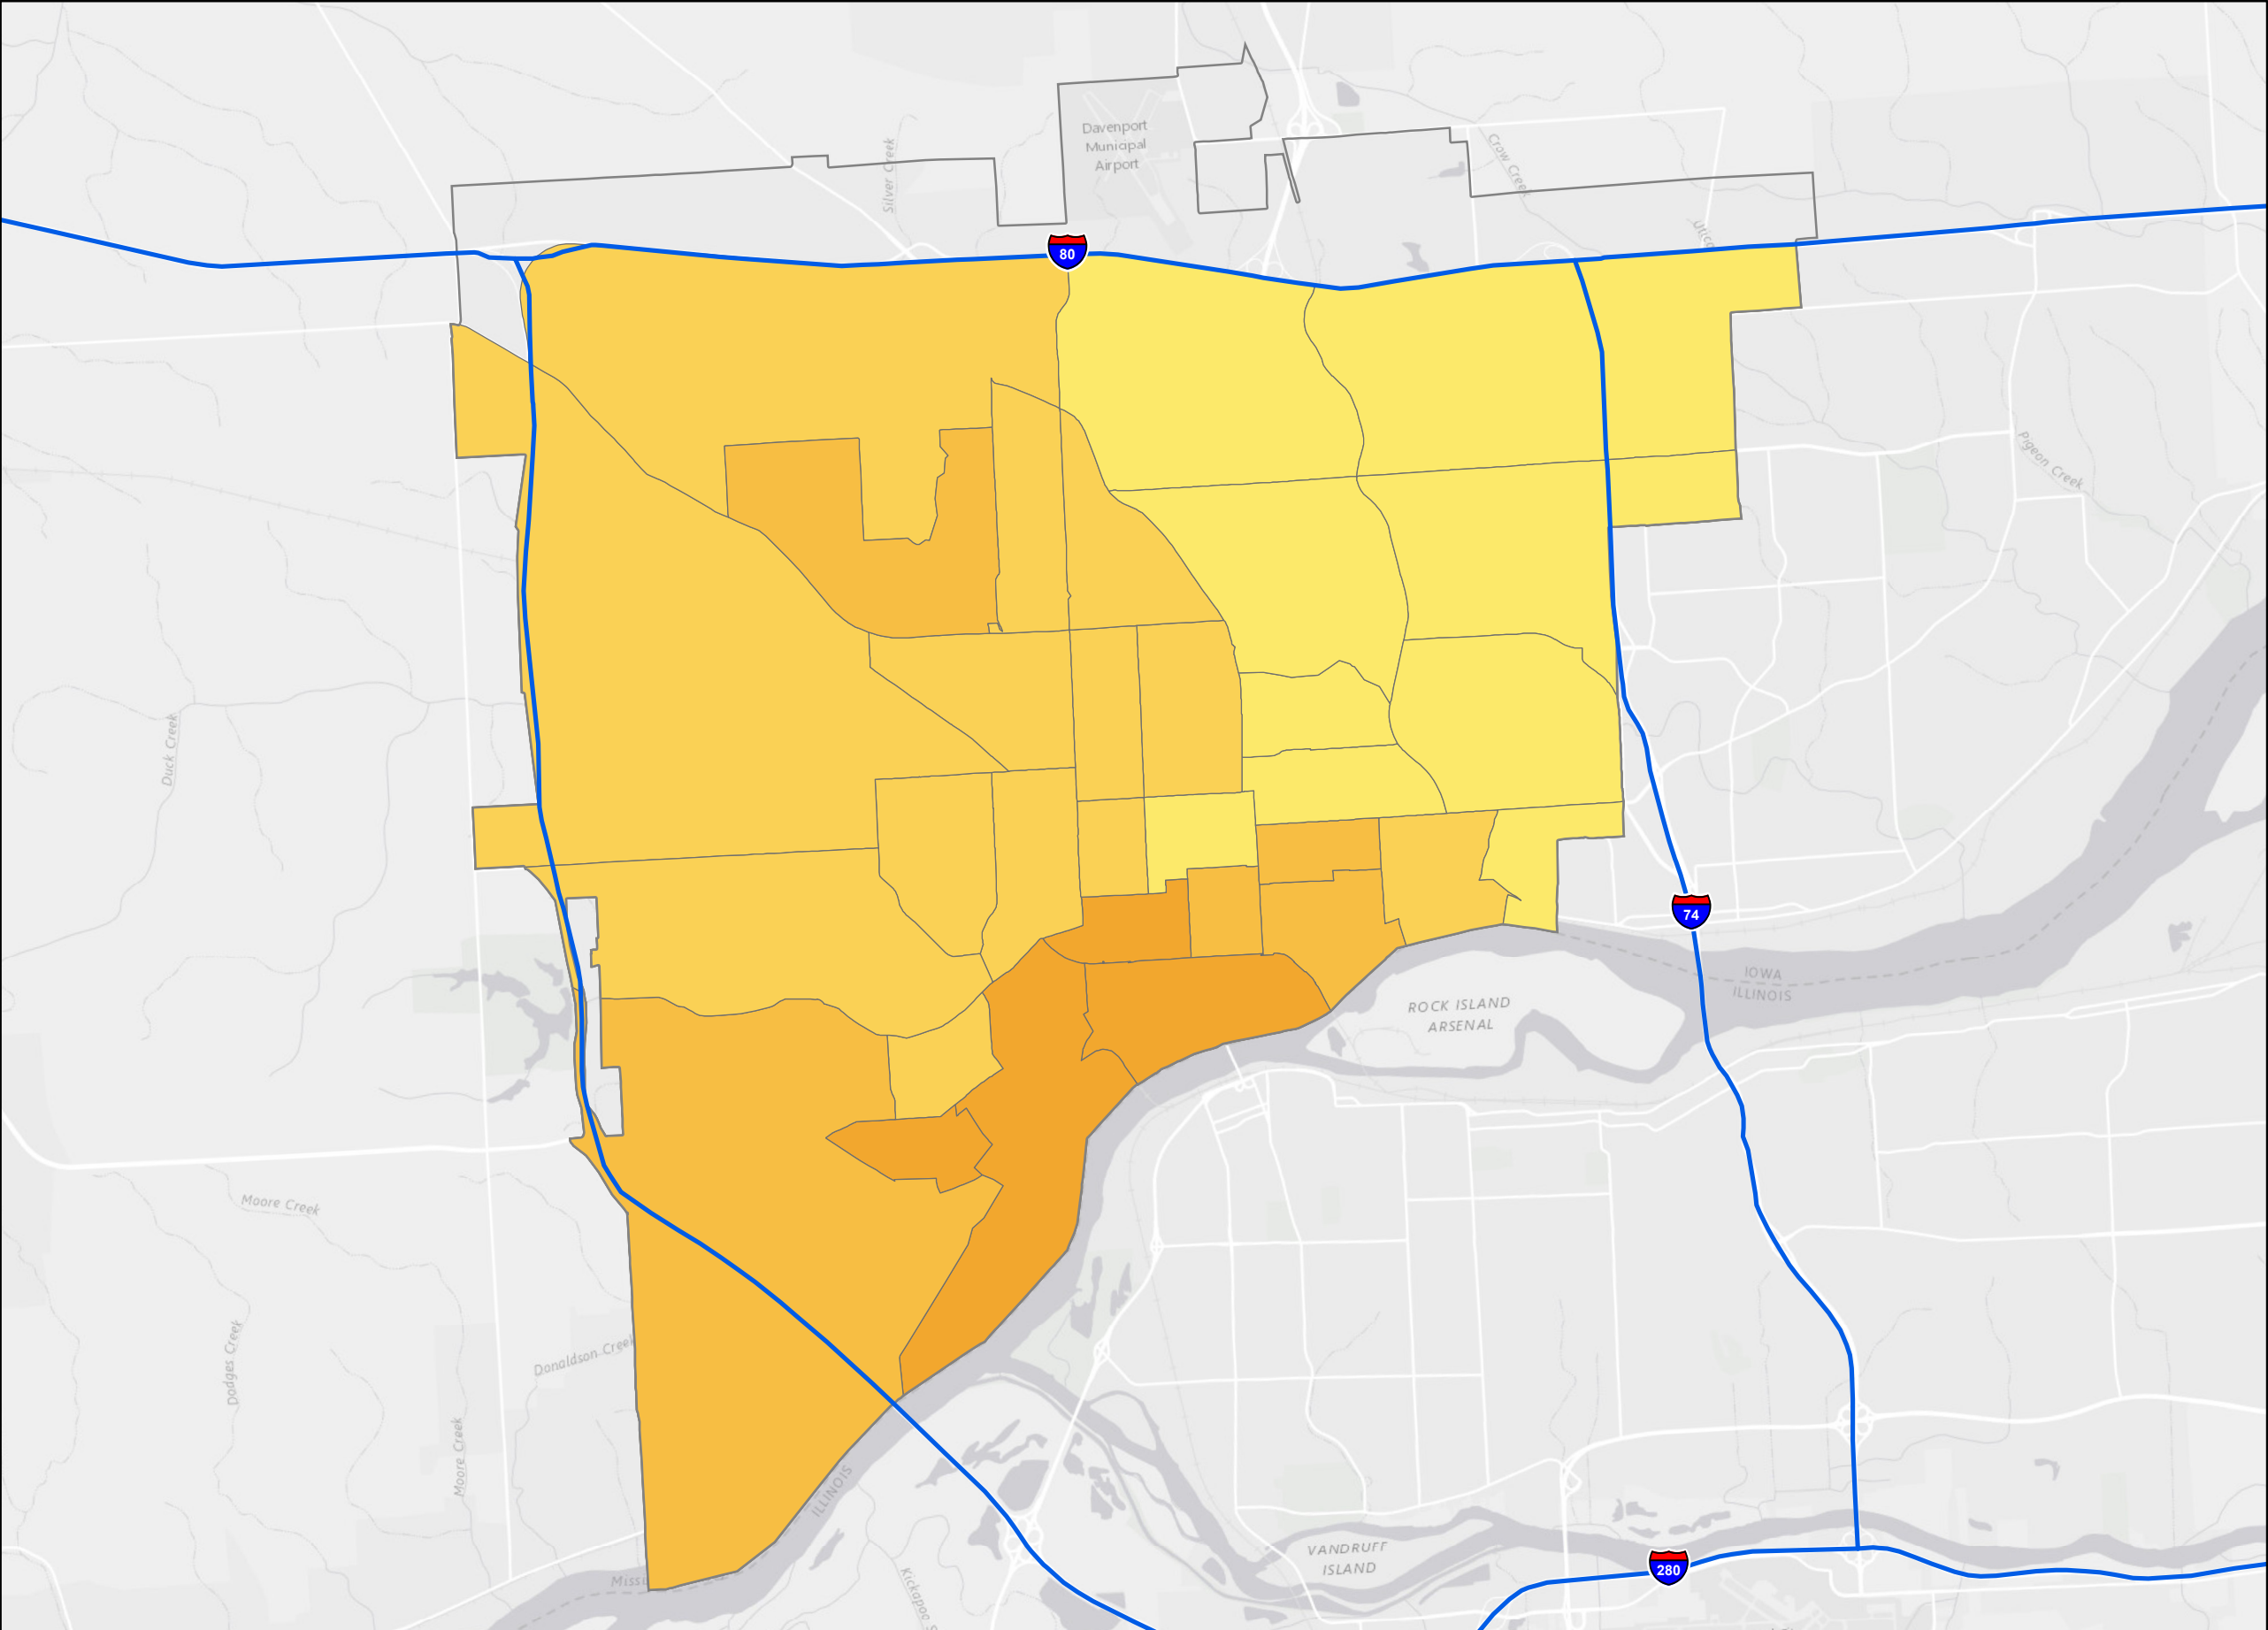 Davenport
Municipal
Airport
Silver Creek
Crow Creek
80
Pigeon Creek
Duck Creek
74
IOWA
ILLINOIS
ROCK ISLAND
ARSENAL
Moore Creek
Donaldson Creek
Dodges Creek
Moore Creek
ILLINOIS
VANDRUFF
ISLAND
280
Kickapoo